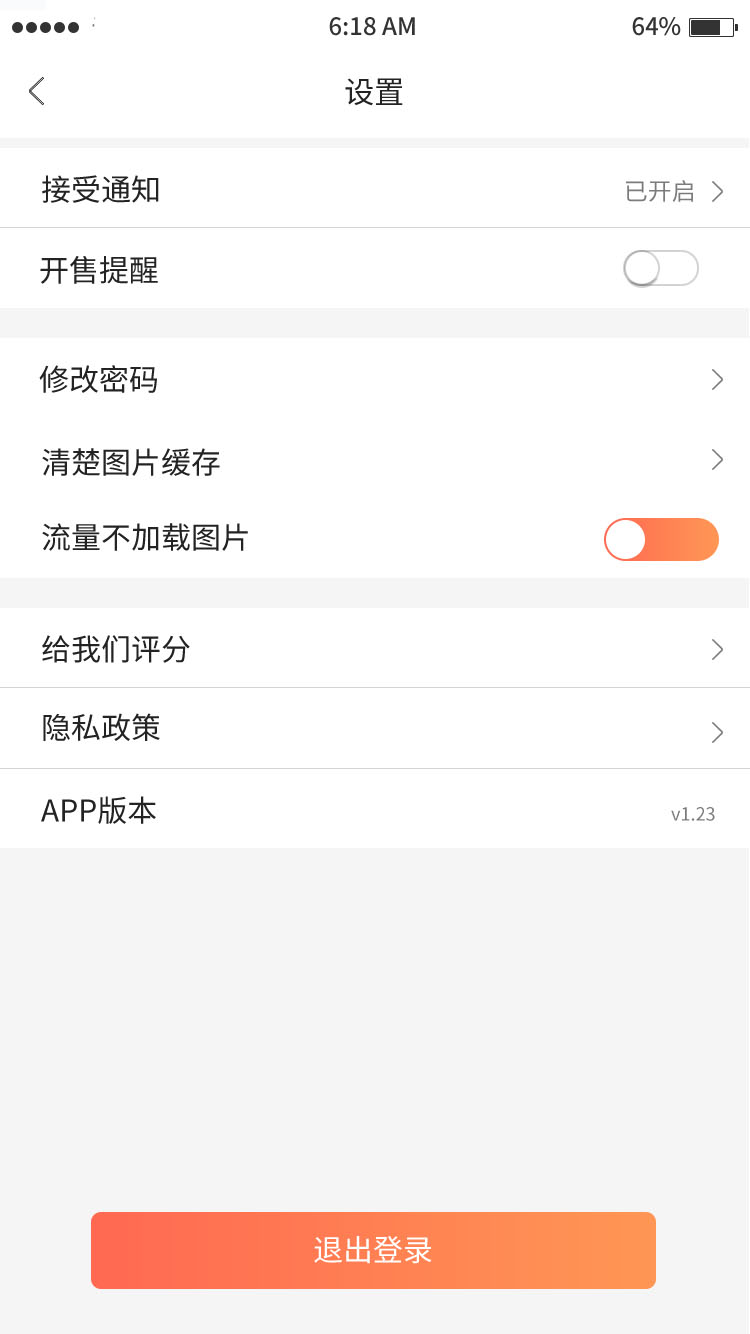 6:18 AM 64%
设置
接受通知 已开启
开售提醒
修改密码
清楚图片缓存
流量不加载图片
给我们评分
隐私政策
APP版本 v1.23
退出登录